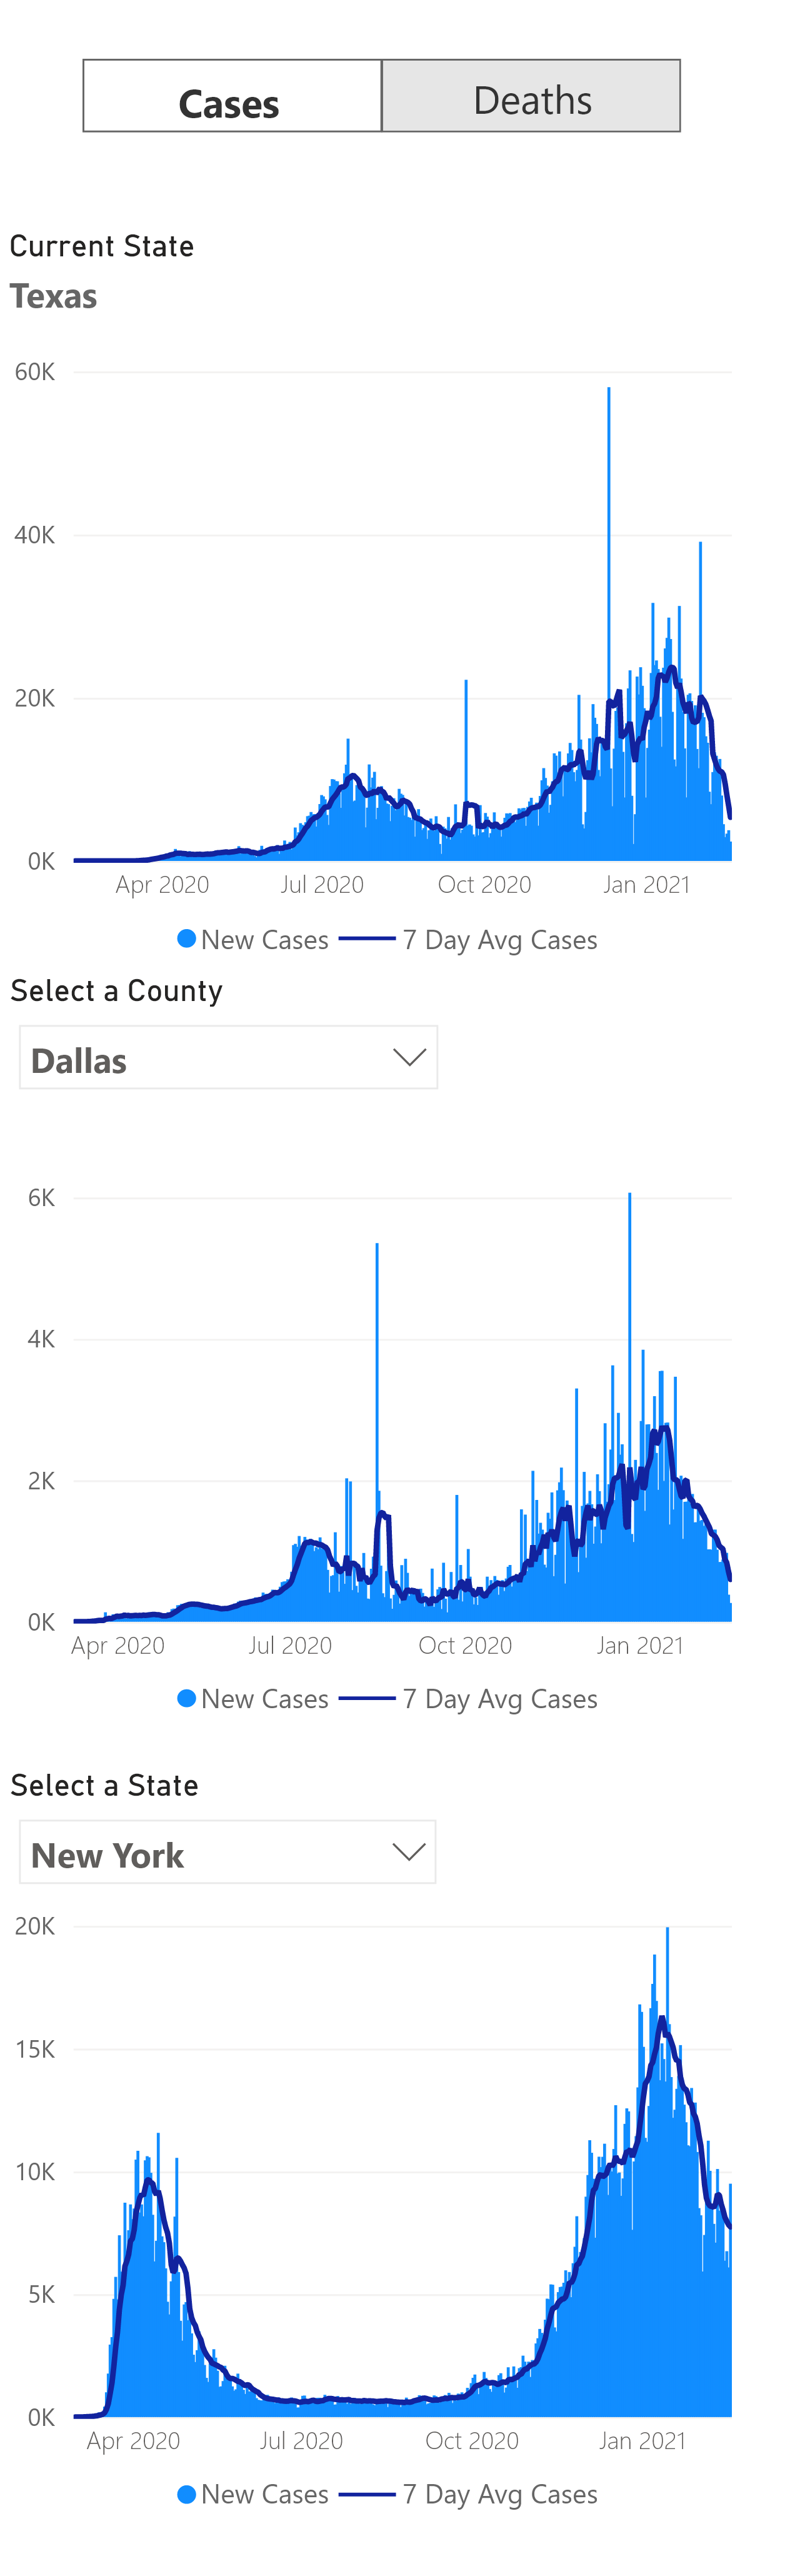 Cases Deaths
Current State
Texas
60K
40K
20K
0K
Apr 2020 Jul 2020 Oct 2020 Jan 2021
New Cases 7 Day Avg Cases
Select a County
Dallas
6K
4K
2K
0K
Apr 2020 Jul 2020 Oct 2020 Jan 2021
New Cases 7 Day Avg Cases
Select a State
New York
20K
15K
10K
5K
0K
Apr 2020 Jul 2020 Oct 2020 Jan 2021
New Cases 7 Day Avg Cases